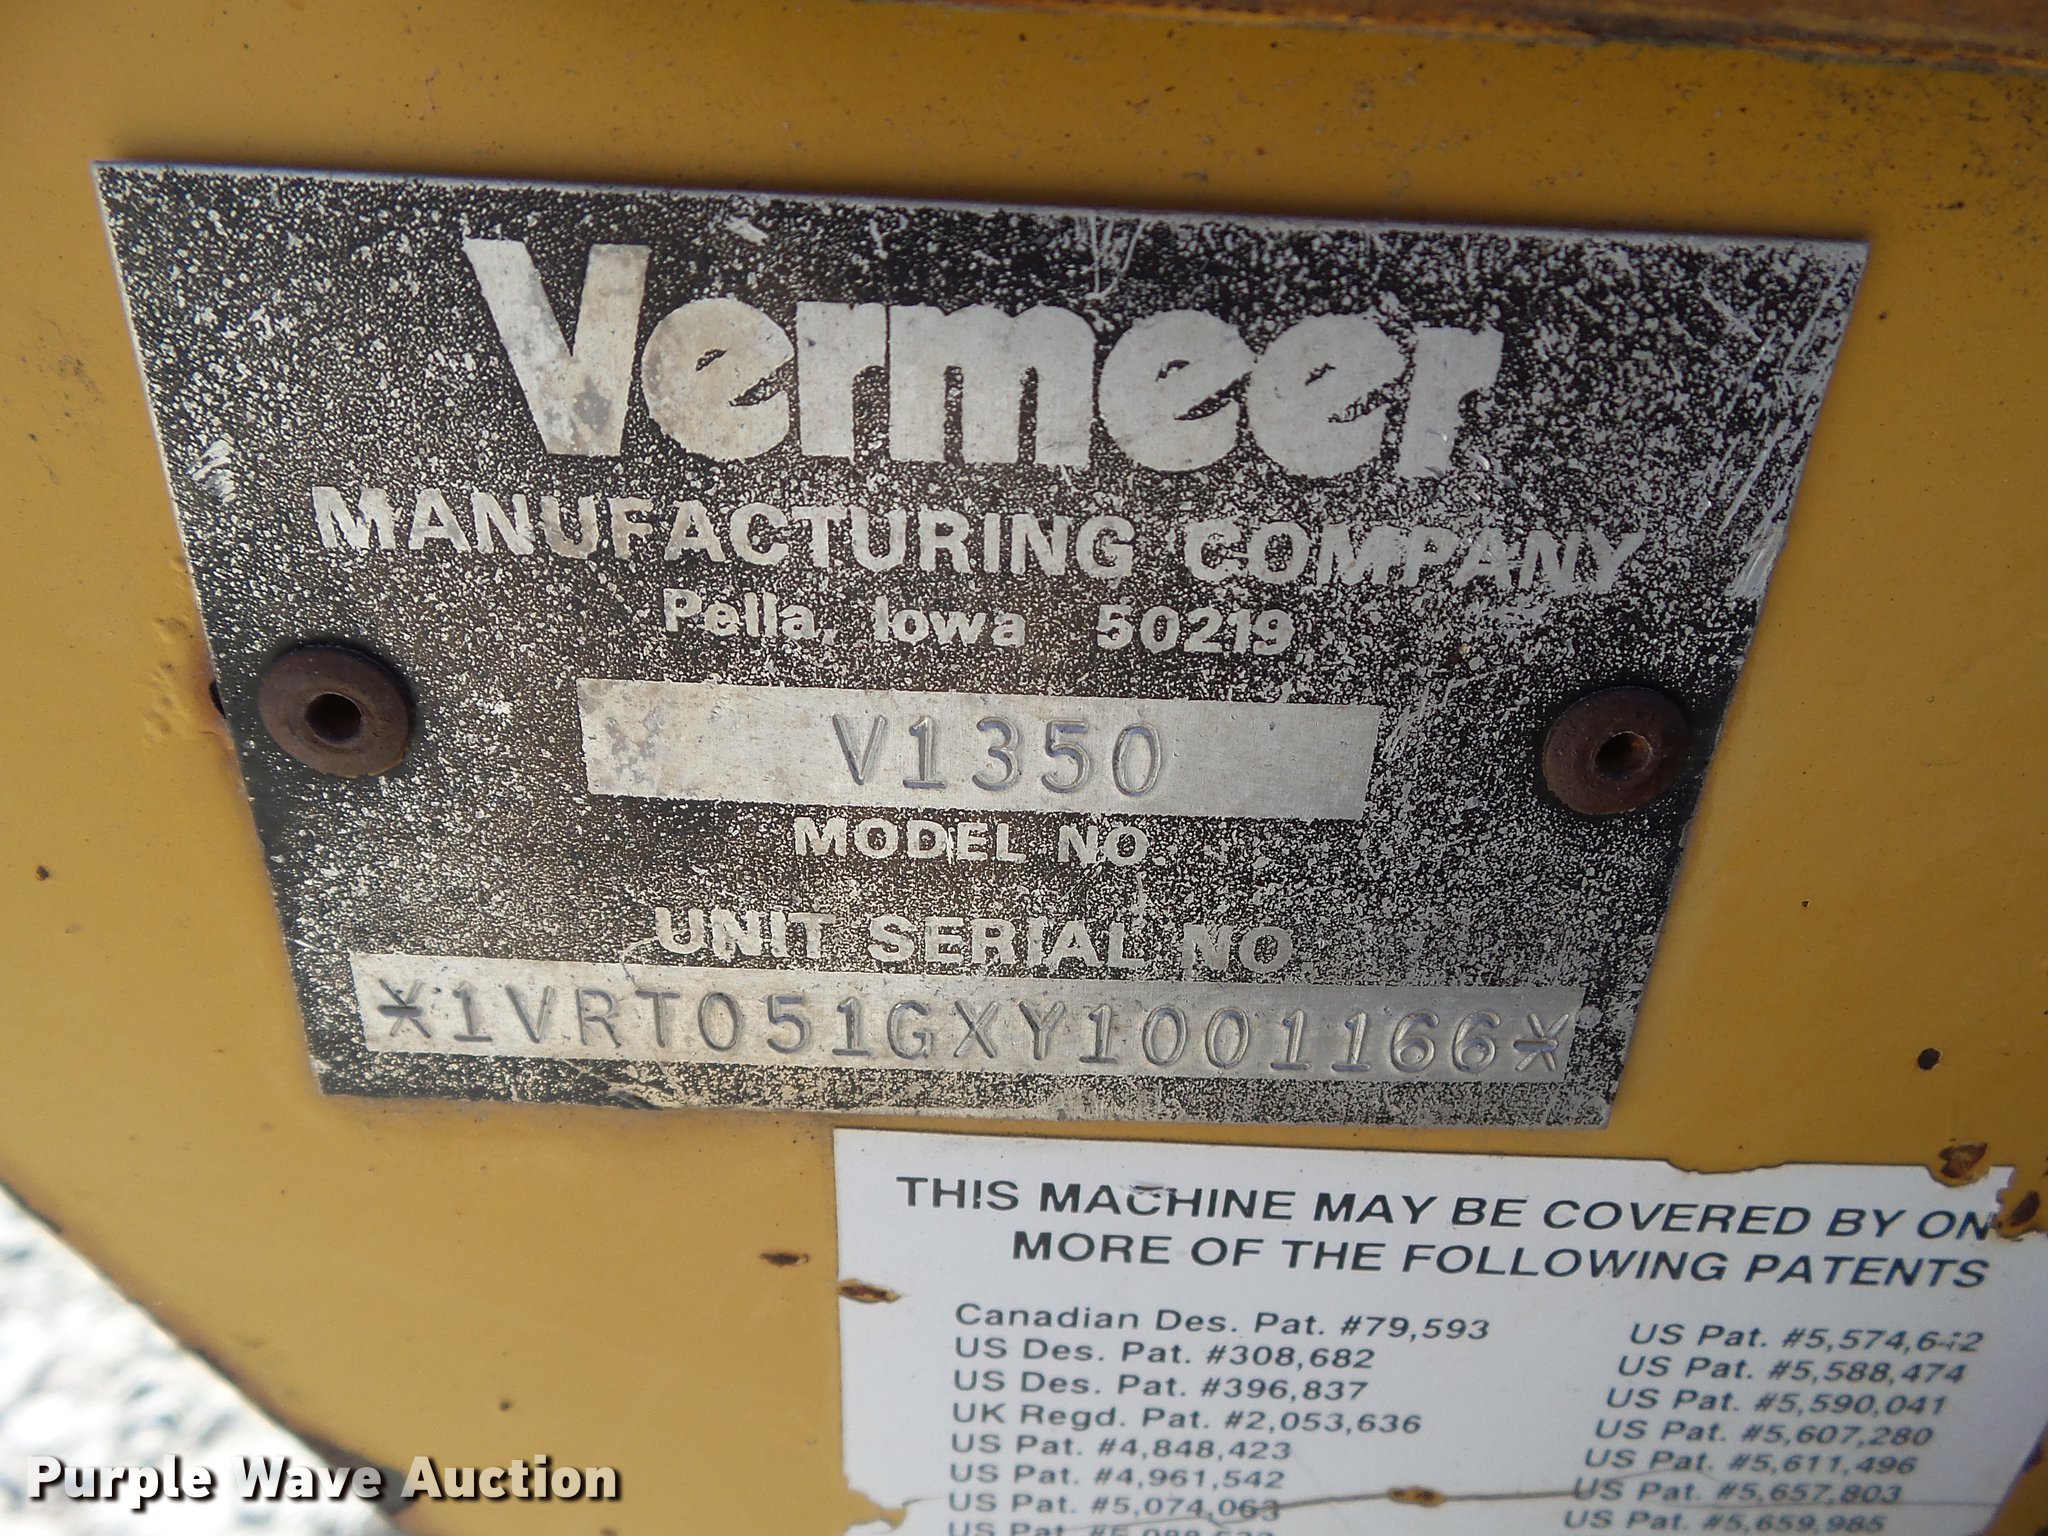 Vermeer
MANUFACTURING COMPANY
Pella, Iowa 50219
V1350
MODEL NO.
UNIT SERIAL NO.
*1VRT051GXY1001166*
THIS MACHINE MAY BE COVERED BY ON
MORE OF THE FOLLOWING PATENTS
Canadian Des. Pat. #79,593
US Des. Pat. #308,682
US Des. Pat. #396,837
UK Regd. Pat. #2,053,636
US Pat. #4,848,423
US Pat. #4,961,542
US Pat. #5,074,063
US Pat.
US Pat. #5,574,642
US Pat. #5,588,474
US Pat. #5,590,041
US Pat. #5,607,280
US Pat. #5,611,496
US Pat. #5,657,803
US Pat. #5,659,985
Purple Wave Auction